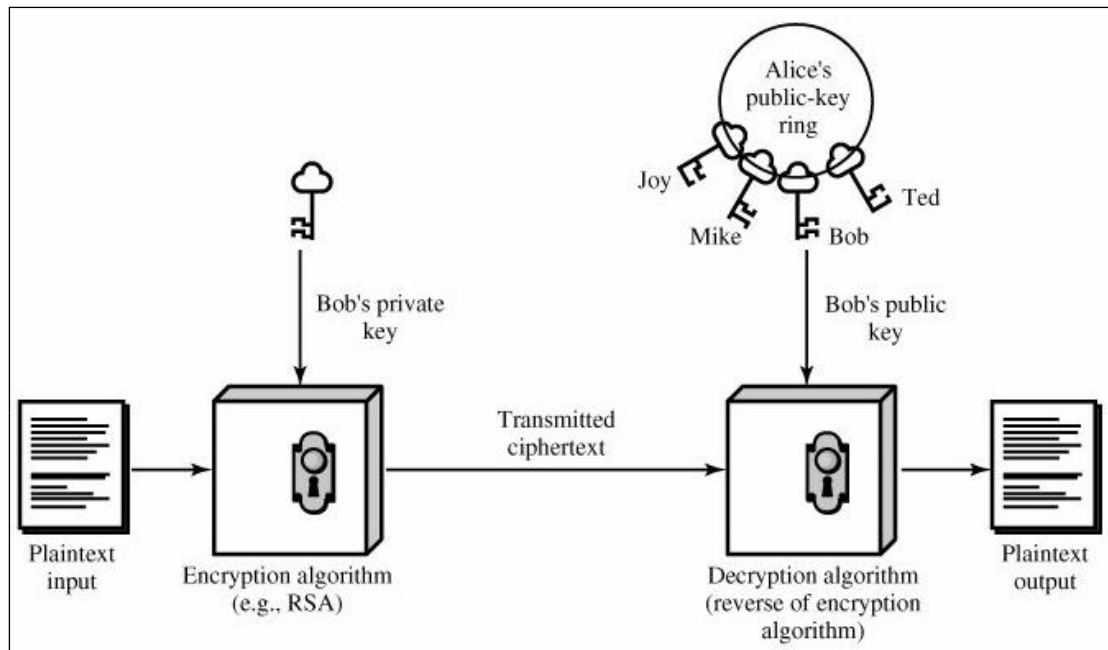 Alice's
public-key
ring
Joy
Mike
Bob
Ted
Bob's private
key
Bob's public
key
Transmitted
ciphertext
Plaintext
input
Encryption algorithm
(e.g., RSA)
Decryption algorithm
(reverse of encryption
algorithm)
Plaintext
output